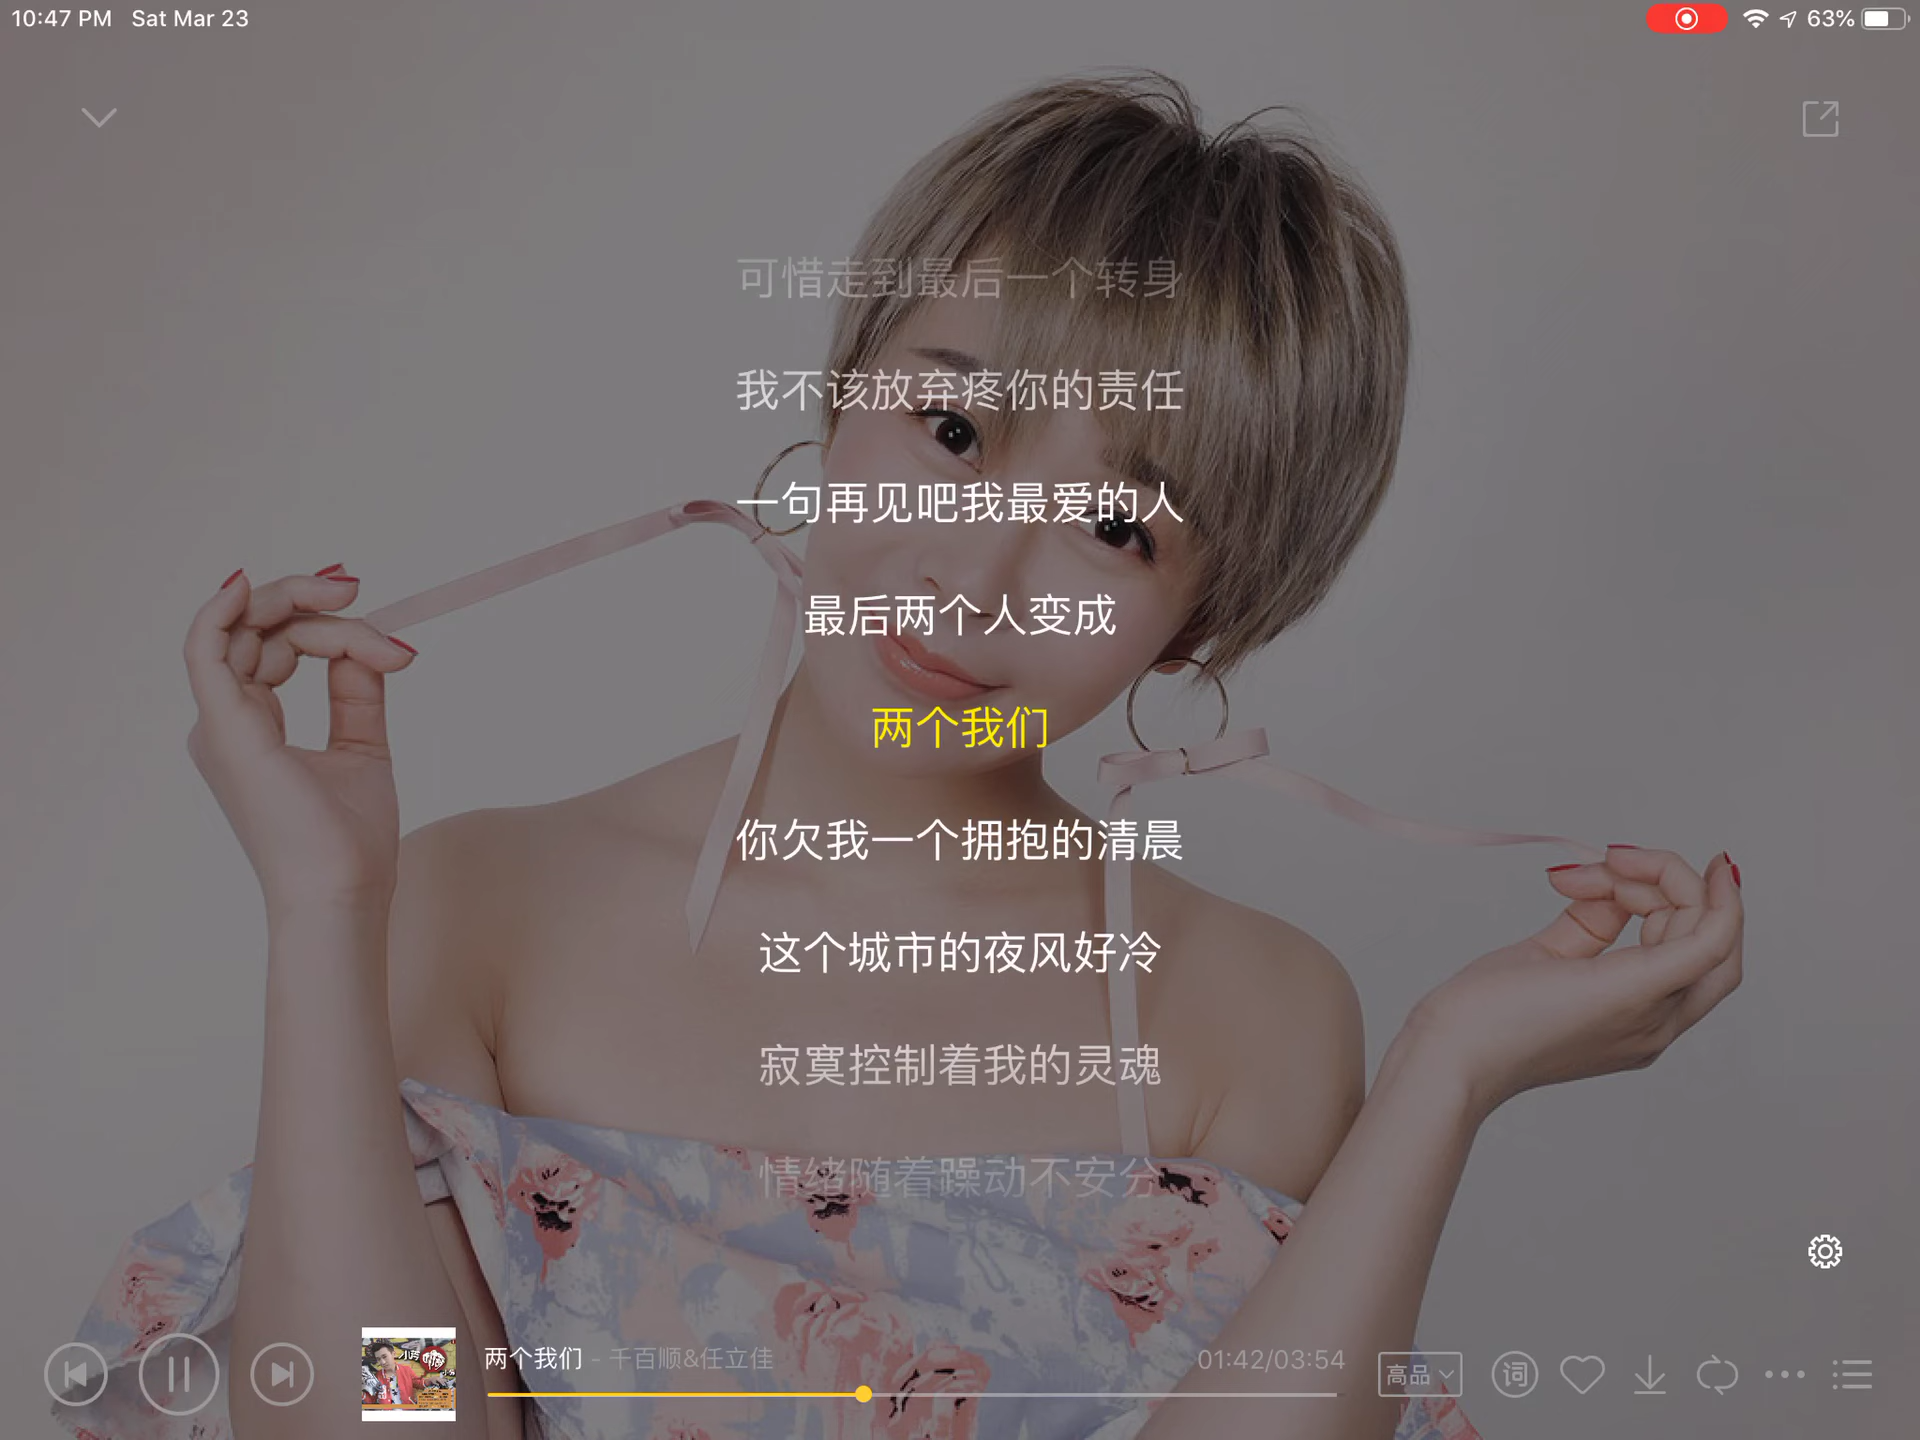 10:47 PM Sat Mar 23 63%
可惜走到最后一个转身
我不该放弃疼你的责任
一句再见吧我最爱的人
最后两个人变成
两个我们
你欠我一个拥抱的清晨
这个城市的夜风好冷
寂寞控制着我的灵魂
情绪随着躁动不安分
两个我们 - 千百顺&任立佳
01:42/03:54
高品
词